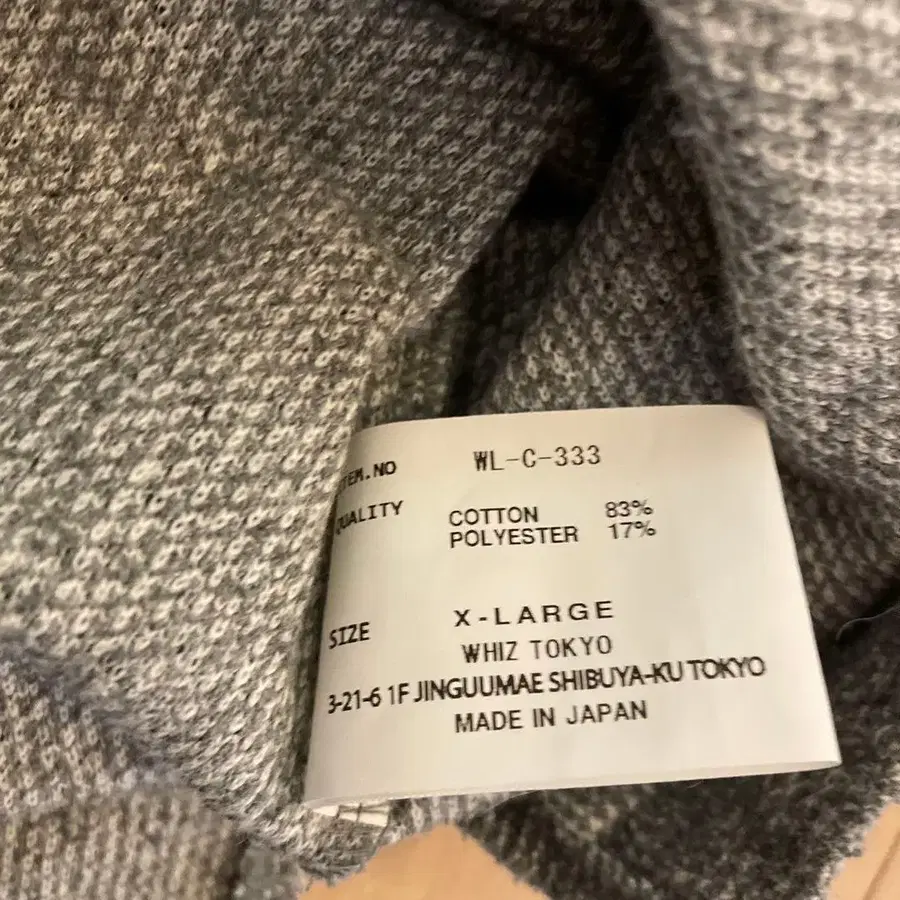 TEM.NO WL-C-333
QUALITY COTTON 83%
POLYESTER 17%
SIZE X-LARGE
WHIZ TOKYO
3-21-6 1F JINGUUMAE SHIBUYA-KU TOKYO
MADE IN JAPAN